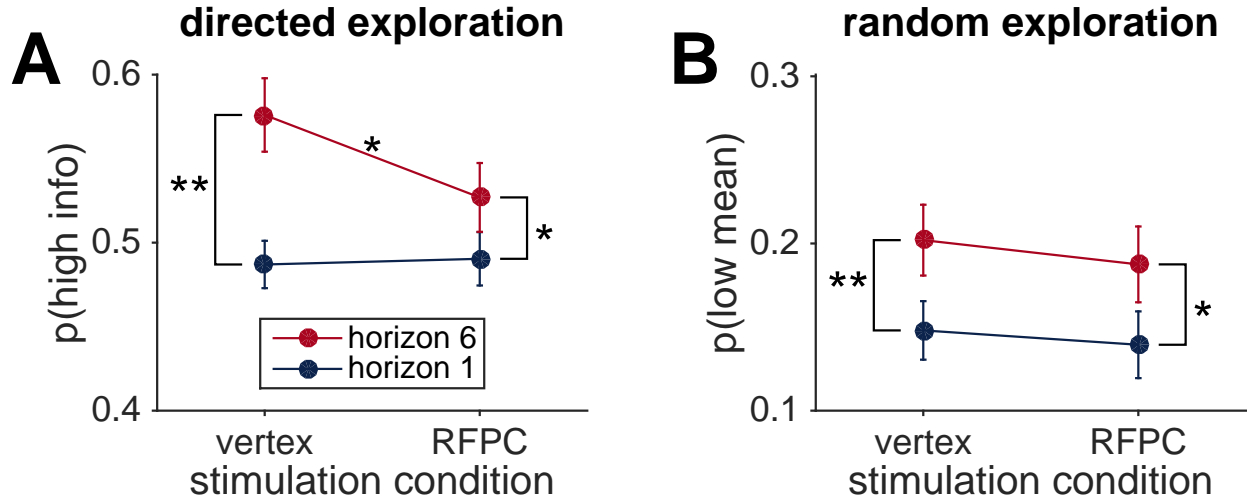 directed exploration
A
0.6
0.5
0.4
p(high info)
**
*
*
horizon 6
horizon 1
vertex
RFPC
stimulation condition
random exploration
B
0.3
0.2
0.1
p(low mean)
**
*
vertex
RFPC
stimulation condition